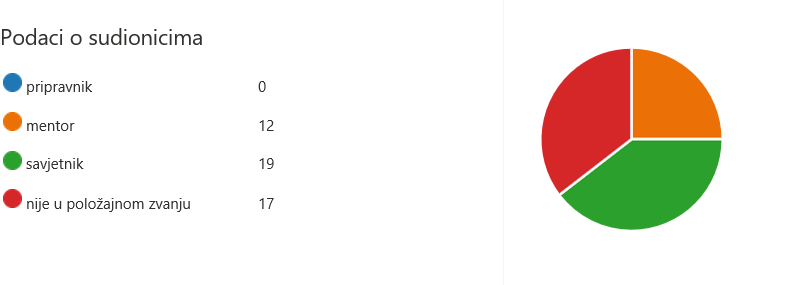 Podaci o sudionicima
pripravnik 0
mentor 12
savjetnik 19
nije u položajnom zvanju 17